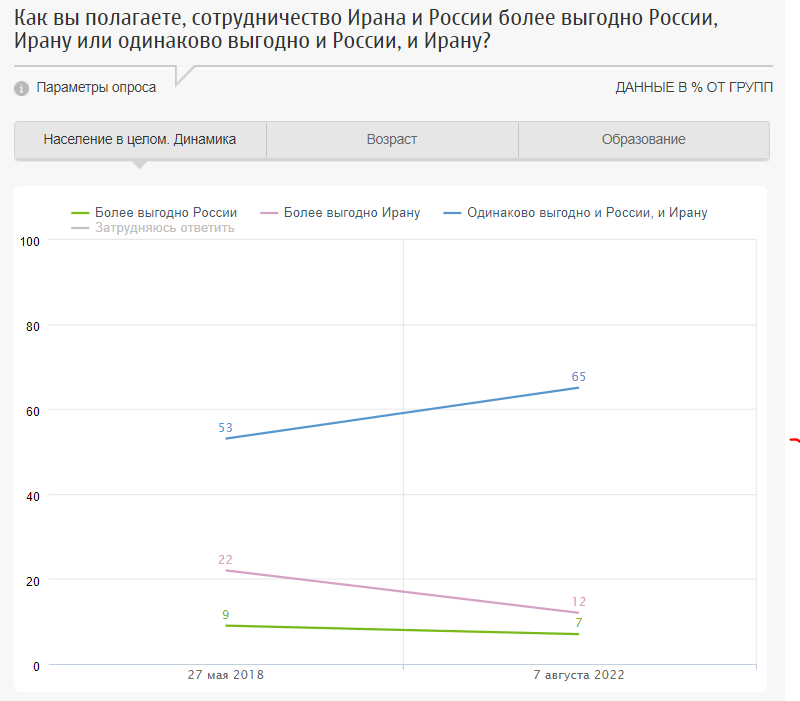 Как вы полагаете, сотрудничество Ирана и России более выгодно России,
Ирану или одинаково выгодно и России, и Ирану?
Параметры опроса
ДАННЫЕ В % ОТ ГРУПП
Население в целом. Динамика
Возраст
Образование
Более выгодно России
Более выгодно Ирану
Одинаково выгодно и России, и Ирану
Затрудняюсь ответить
100
80
60
40
20
0
53
65
22
12
9
7
27 мая 2018
7 августа 2022